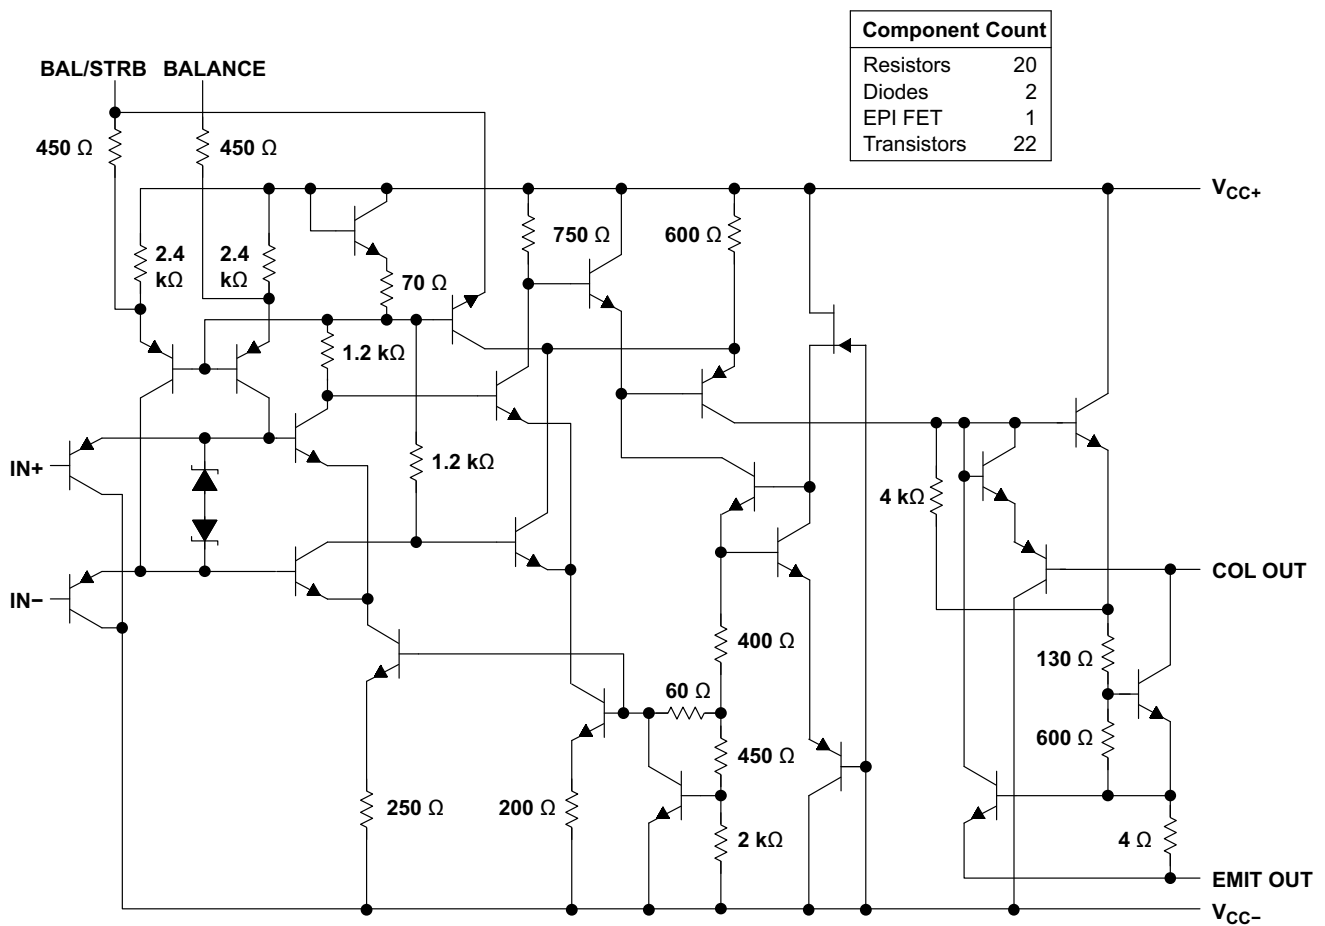 Component Count
Resistors 20
Diodes 2
EPI FET 1
Transistors 22
BAL/STRB BALANCE
450 Ω 450 Ω
V_CC+
750 Ω 600 Ω
2.4
kΩ
2.4
kΩ
70 Ω
1.2 kΩ
IN+
1.2 kΩ
4 kΩ
COL OUT
IN−
400 Ω
130 Ω
60 Ω
600 Ω
450 Ω
250 Ω 200 Ω
2 kΩ
4 Ω
EMIT OUT
V_CC−